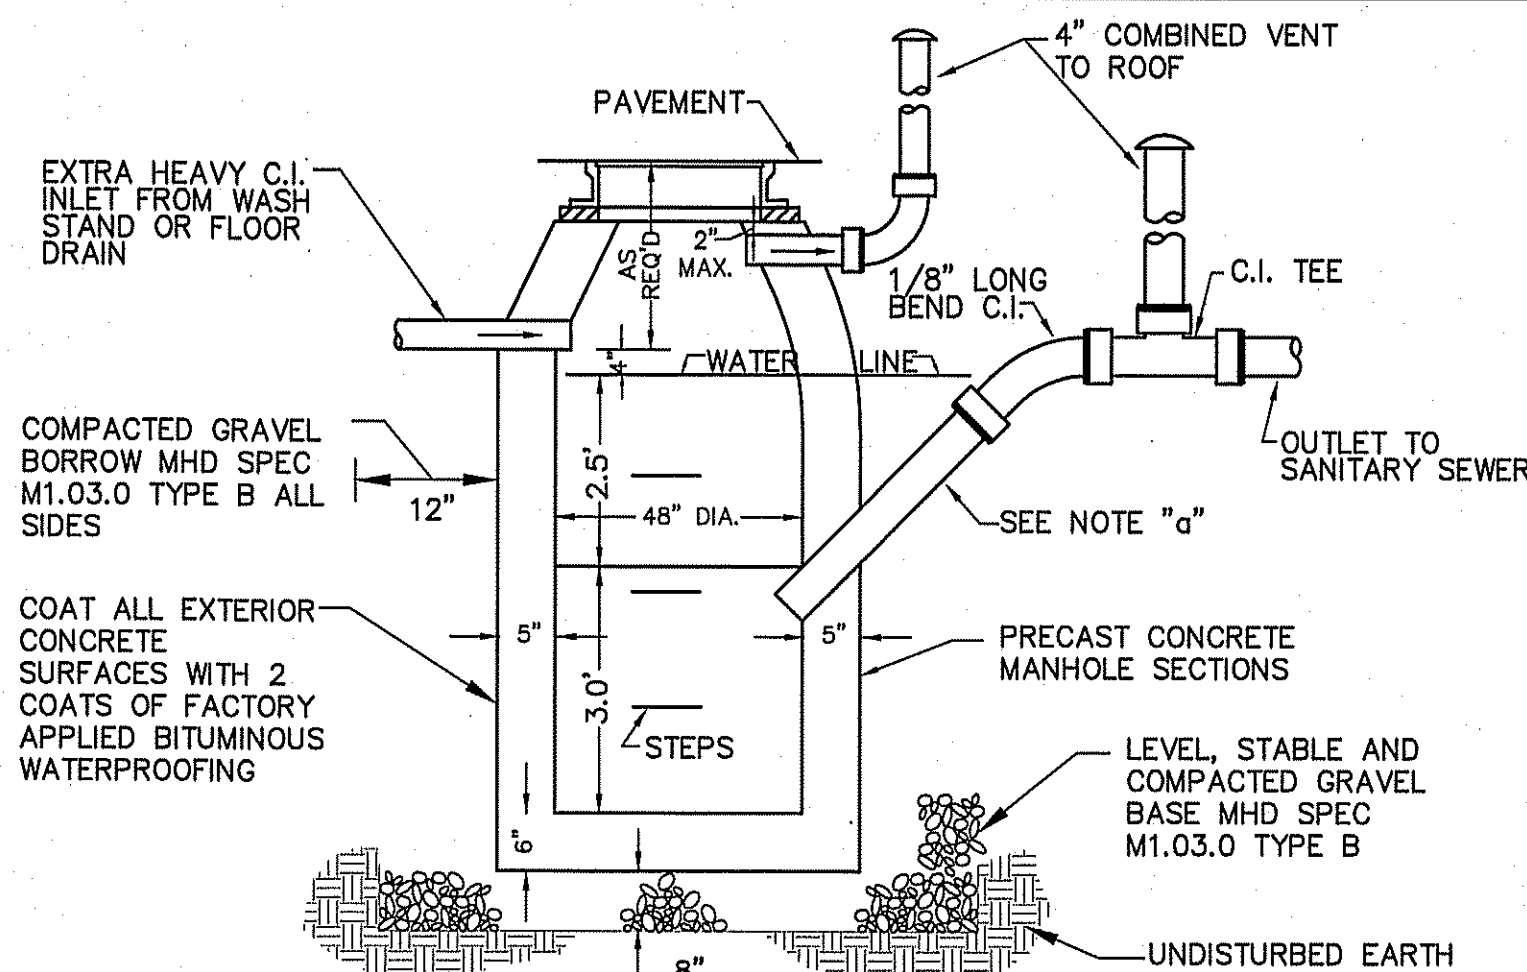 4" COMBINED VENT
TO ROOF
PAVEMENT
EXTRA HEAVY C.I.
INLET FROM WASH
STAND OR FLOOR
DRAIN
AS
REQ'D
2"
MAX.
1/8" LONG
BEND C.I.
C.I. TEE
4"
WATER LINE
COMPACTED GRAVEL
BORROW MHD SPEC
M1.03.0 TYPE B ALL
SIDES
12"
2.5'
48" DIA.
OUTLET TO
SANITARY SEWER
SEE NOTE "a"
COAT ALL EXTERIOR
CONCRETE
SURFACES WITH 2
COATS OF FACTORY
APPLIED BITUMINOUS
WATERPROOFING
5"
5"
3.0'
PRECAST CONCRETE
MANHOLE SECTIONS
STEPS
LEVEL, STABLE AND
COMPACTED GRAVEL
BASE MHD SPEC
M1.03.0 TYPE B
6"
UNDISTURBED EARTH
8"